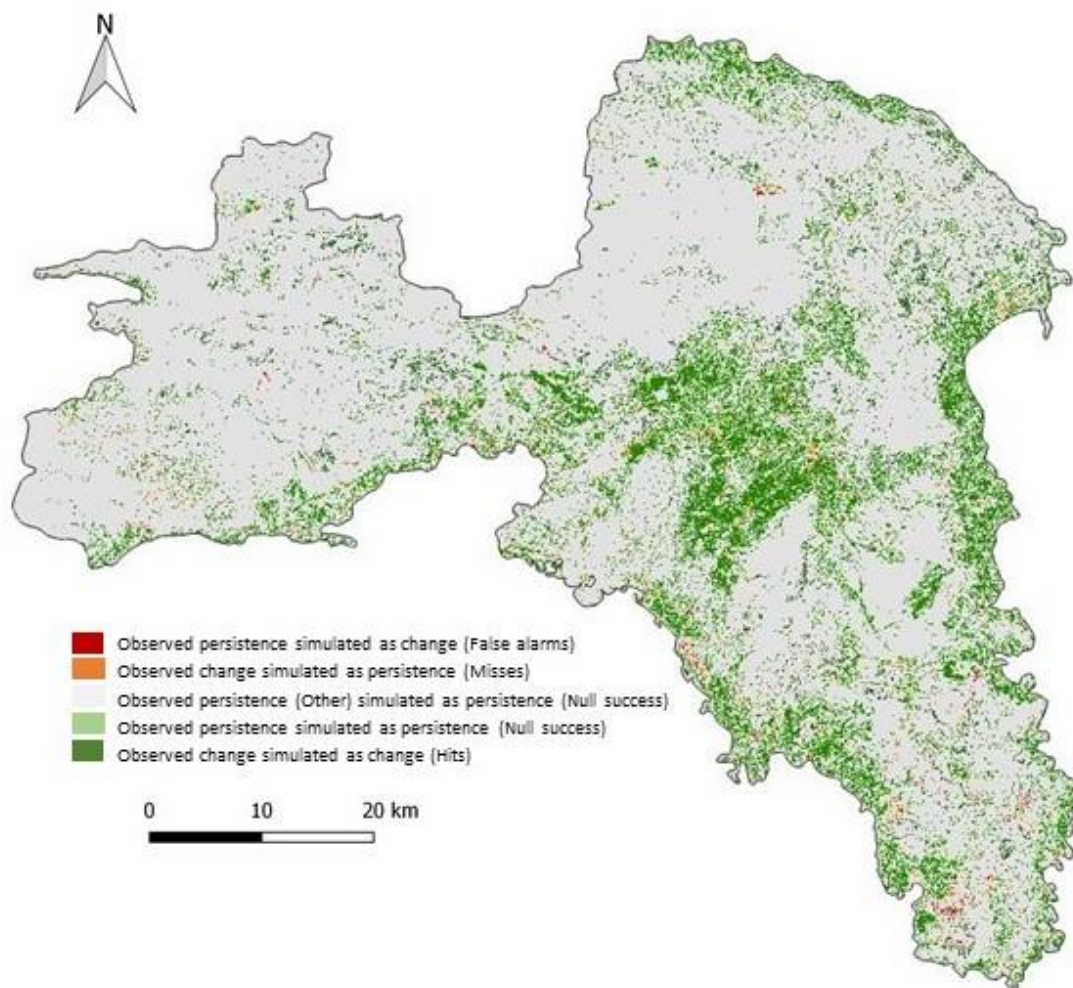 N
Observed persistence simulated as change (False alarms)
Observed change simulated as persistence (Misses)
Observed persistence (Other) simulated as persistence (Null success)
Observed persistence simulated as persistence (Null success)
Observed change simulated as change (Hits)
0 10 20 km